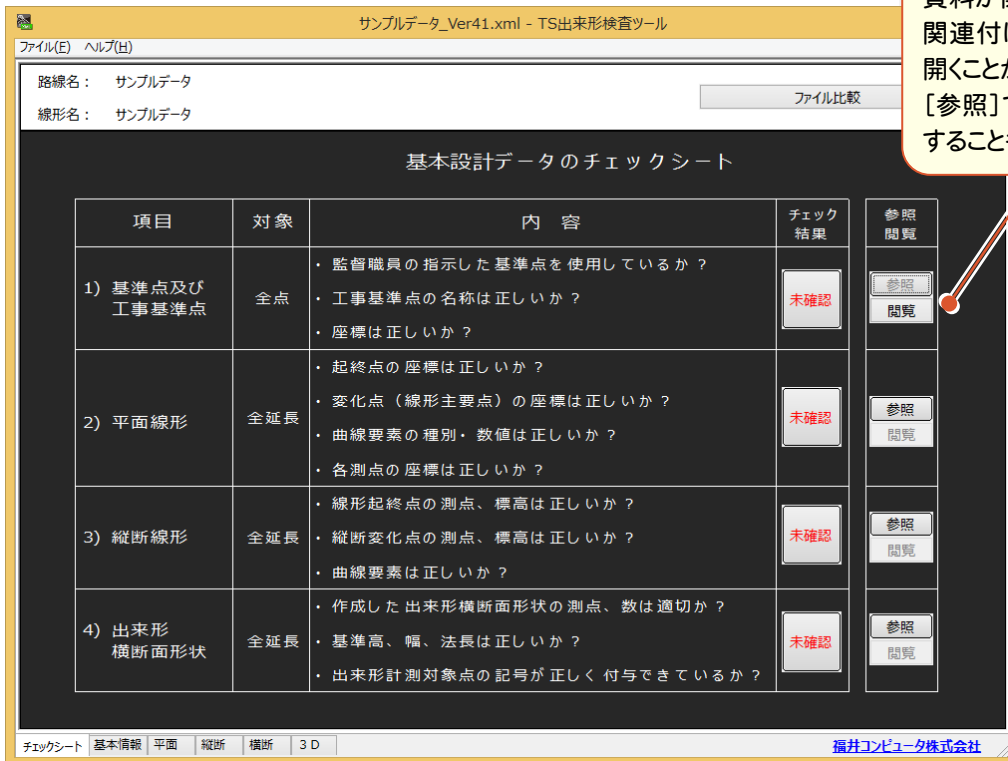 サンプルデータ_Ver41.xml - TS出来形検査ツール
ファイル(F) ヘルプ(H)
関連付け
開くことが
[参照]で
すること
路線名： サンプルデータ
線形名： サンプルデータ
ファイル比較
基本設計データのチェックシート
項目 対象 内 容 チェック結果 参照閲覧
1) 基準点及び
工事基準点
全点
・ 監督職員の指示した基準点を使用しているか？
・ 工事基準点の名称は正しいか？
・ 座標は正しいか？
未確認
参照
閲覧
2) 平面線形
全延長
・ 起終点の座標は正しいか？
・ 変化点（線形主要点）の座標は正しいか？
・ 曲線要素の種別・数値は正しいか？
・ 各測点の座標は正しいか？
未確認
参照
閲覧
3) 縦断線形
全延長
・ 線形起終点の測点、標高は正しいか？
・ 縦断変化点の測点、標高は正しいか？
・ 曲線要素は正しいか？
未確認
参照
閲覧
4) 出来形
横断面形状
全延長
・ 作成した出来形横断面形状の測点、数は適切か？
・ 基準高、幅、法長は正しいか？
・ 出来形計測対象点の記号が正しく付与できているか？
未確認
参照
閲覧
チェックシート 基本情報 平面 縦断 横断 3D
福井コンピュータ株式会社